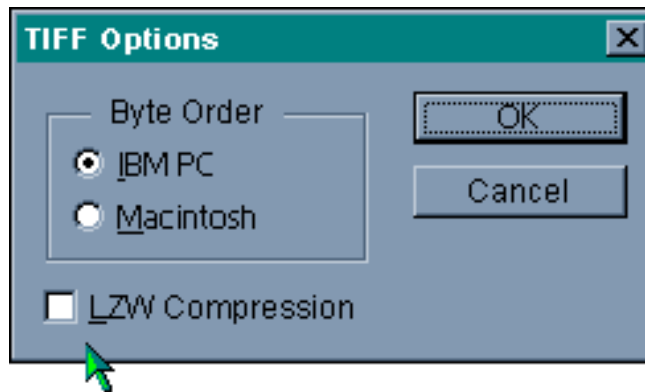 TIFF Options
Byte Order
IBM PC
Macintosh
OK
Cancel
LZW Compression